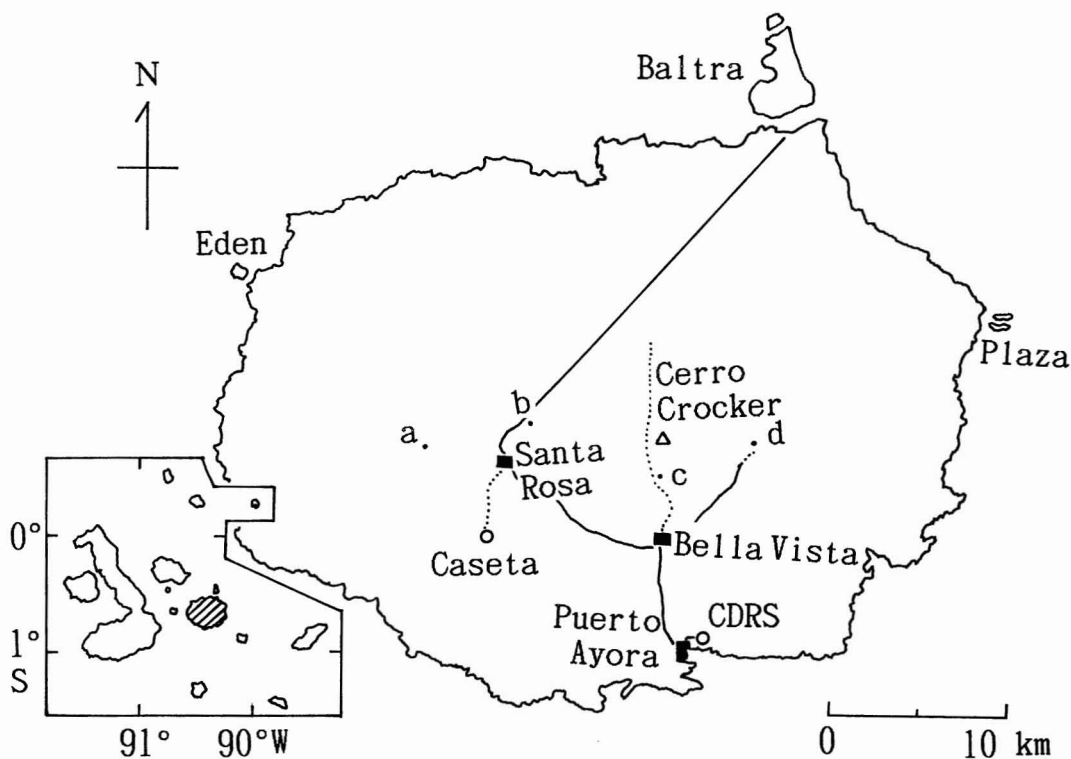 Baltra
N
Eden
Plaza
Cerro
Crocker
b
a
d
Santa
Rosa
c
0°
Bella Vista
Caseta
Puerto
Ayora
CDRS
1°
S
91° 90°W
0 10 km